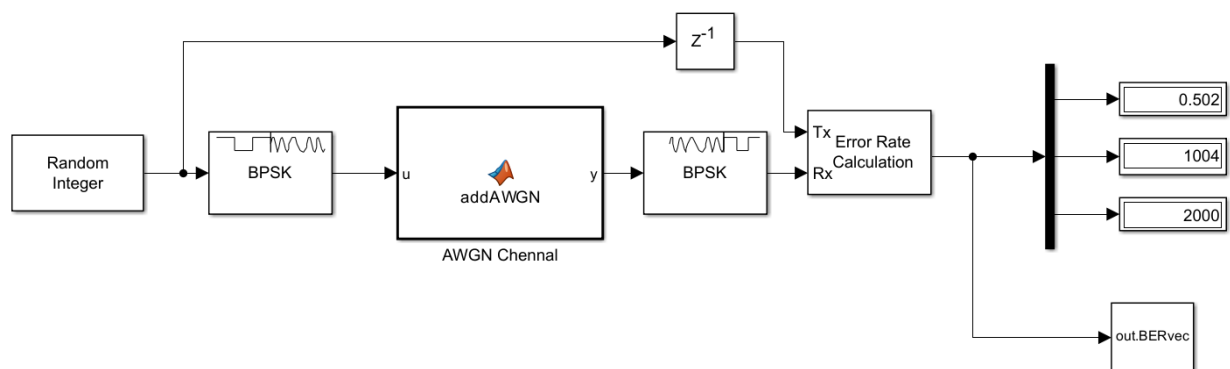 Z-1
0.502
Random
Integer
BPSK
u
addAWGN
y
BPSK
Tx
Rx
Error Rate
Calculation
1004
2000
AWGN Chennal
out.BERvec